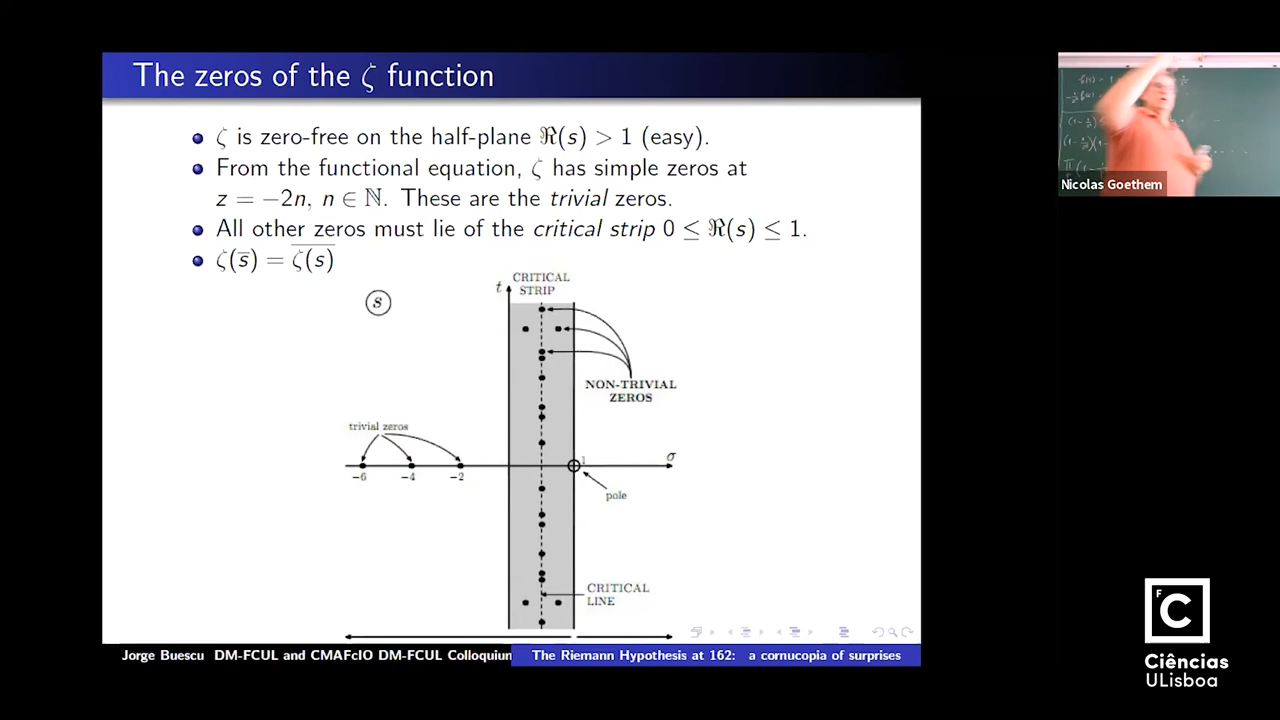 The zeros of the ζ function
ζ is zero-free on the half-plane ℜ(s) > 1 (easy).
From the functional equation, ζ has simple zeros at
z = −2n, n ∈ ℕ. These are the trivial zeros.
All other zeros must lie of the critical strip 0 ≤ ℜ(s) ≤ 1.
ζ(s̅) = \overline{ζ(s)}
CRITICAL
STRIP
t
s
NON-TRIVIAL
ZEROS
trivial zeros
σ
1
-6 -4 -2
pole
CRITICAL
LINE
Jorge Buescu DM-FCUL and CMAFcIO DM-FCUL Colloquium
The Riemann Hypothesis at 162: a cornucopia of surprises
Nicolas Goethem
F
C
Ciências
ULisboa